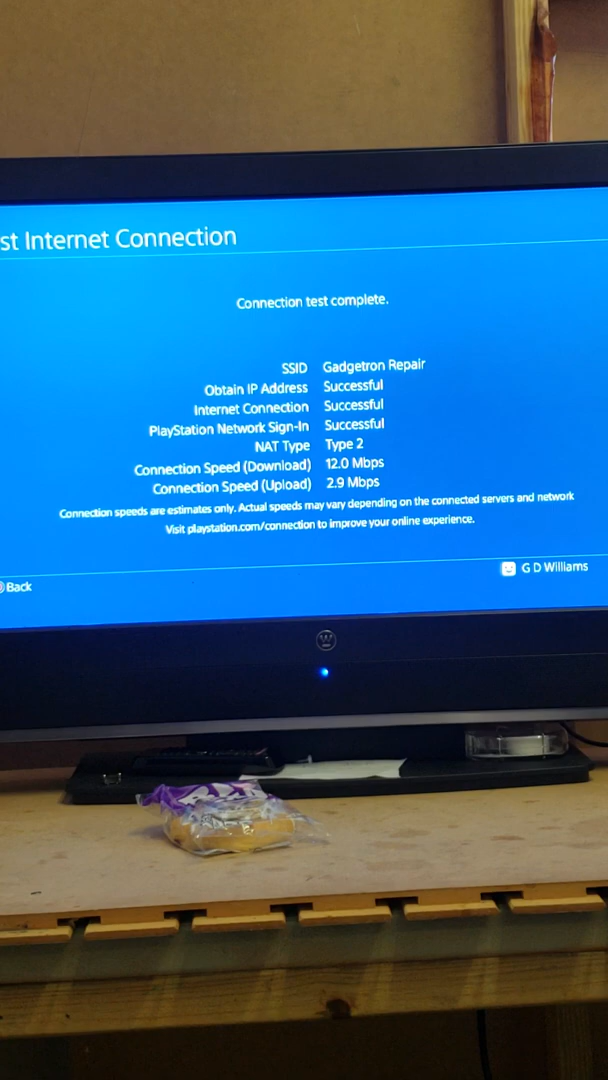 st Internet Connection
Connection test complete.
SSID Gadgetron Repair
Obtain IP Address Successful
Internet Connection Successful
PlayStation Network Sign-In Successful
NAT Type Type 2
Connection Speed (Download) 12.0 Mbps
Connection Speed (Upload) 2.9 Mbps
Connection speeds are estimates only. Actual speeds may vary depending on the connected servers and network
Visit playstation.com/connection to improve your online experience.
G D Williams
Back
W